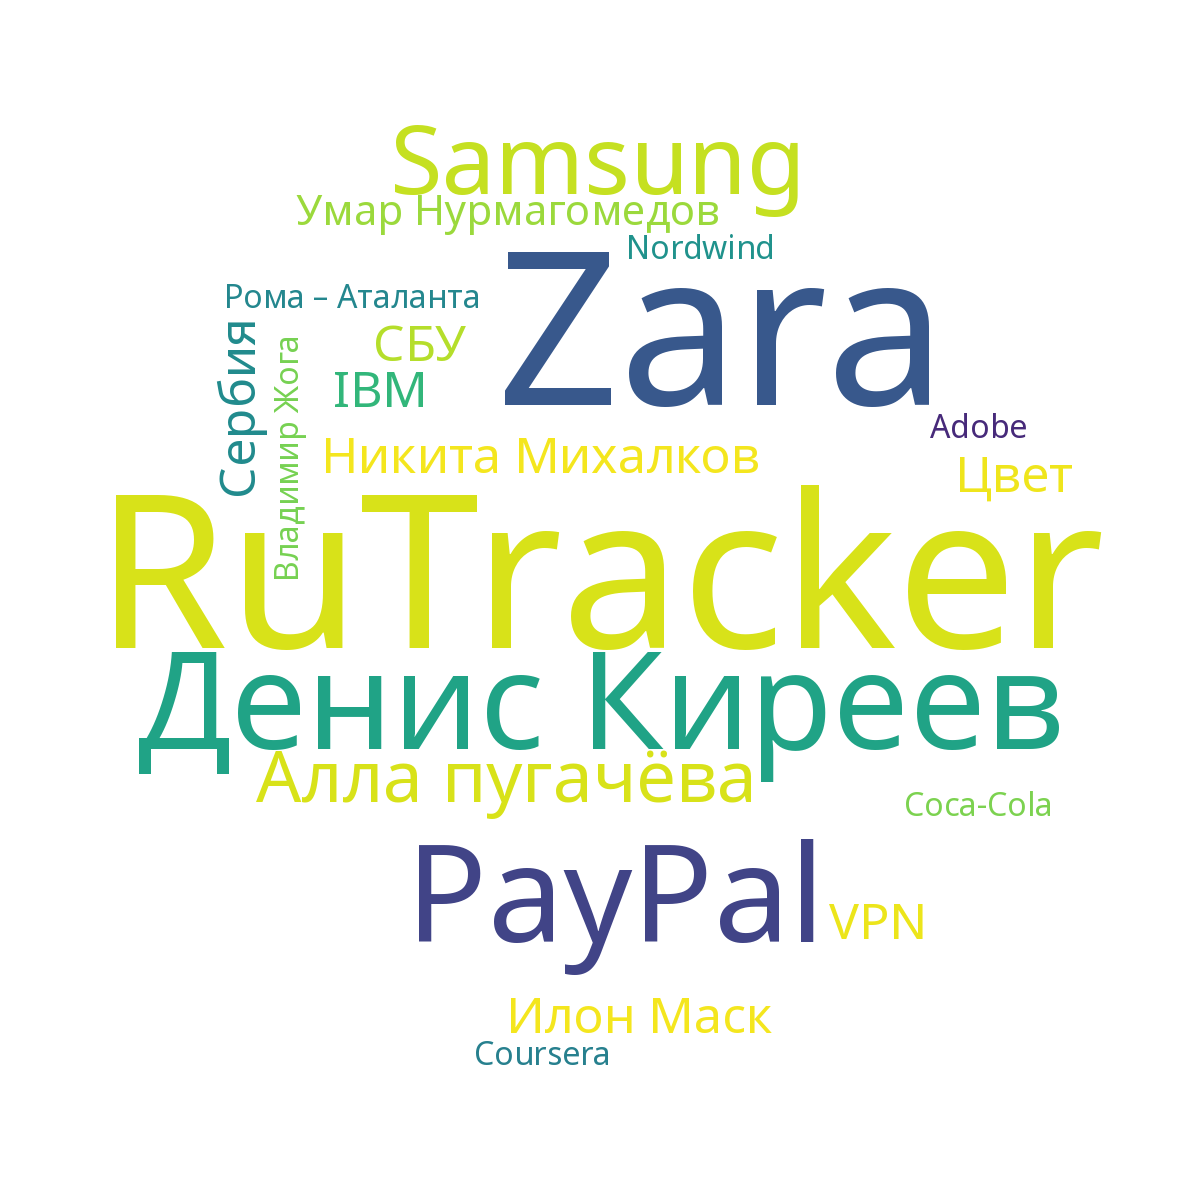 Samsung
Умар Нурмагомедов
Nordwind
Zara
Рома – Аталанта
СБУ
Сербия
Владимир Жога
IBM
Adobe
Никита Михалков
Цвет
RuTracker
Денис Киреев
Алла пугачёва
Coca-Cola
PayPal
VPN
Илон Маск
Coursera